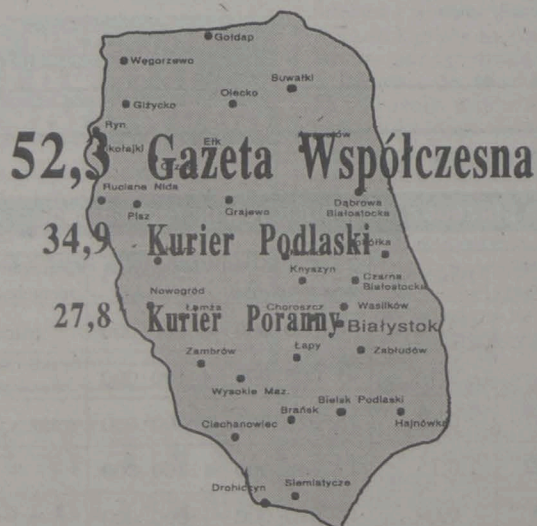 Gołdap
Węgorzewo
Suwałki
Giżycko Olecko
Ryn
Ełk
52,3 Gazeta Współczesna
Ruciane Nida
Pisz Grajewo Dąbrowa
Białostocka
34,9 Kurier Podlaski
Knyszyn Czarna
Białostocka
Nowogród
Łomża Choroszcz Wasilków
27,8 Kurier Poranny
Białystok
Zambrów Łapy Zabłudów
Wysokie Maz.
Brańsk Bielsk Podlaski
Ciechanowiec Hajnówka
Drohiczyn Siemiatycze